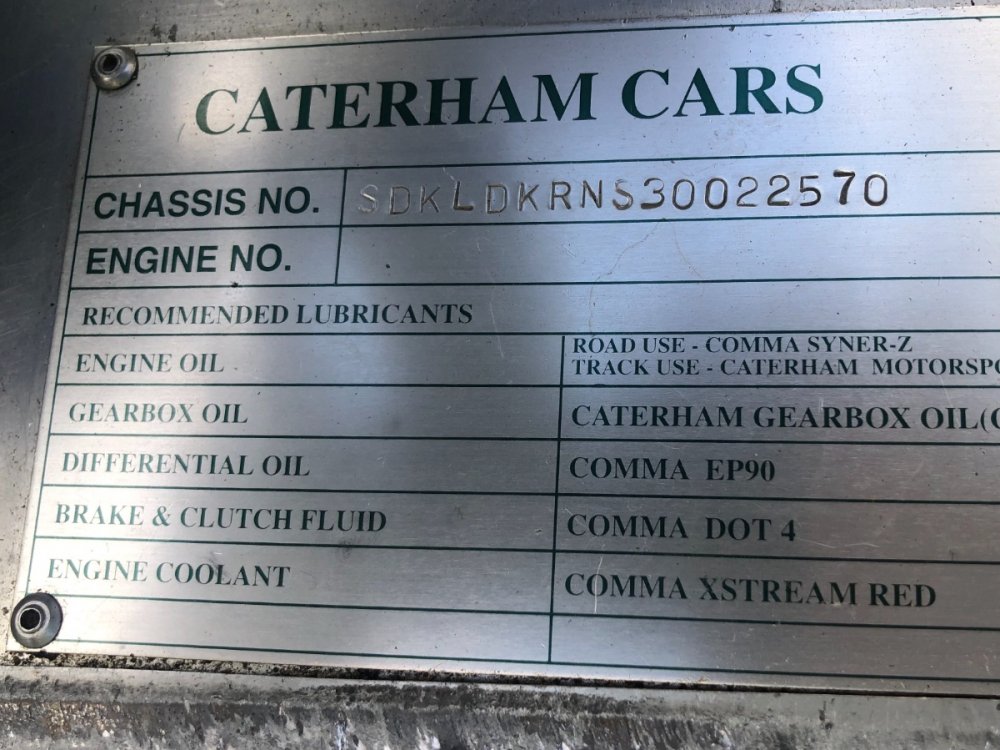 CATERHAM CARS
CHASSIS NO. SDKLDKRNS30022570
ENGINE NO.
RECOMMENDED LUBRICANTS
ENGINE OIL ROAD USE - COMMA SYNER-Z
TRACK USE - CATERHAM MOTORSPO
GEARBOX OIL CATERHAM GEARBOX OIL(
DIFFERENTIAL OIL COMMA EP90
BRAKE & CLUTCH FLUID COMMA DOT 4
ENGINE COOLANT COMMA XSTREAM RED